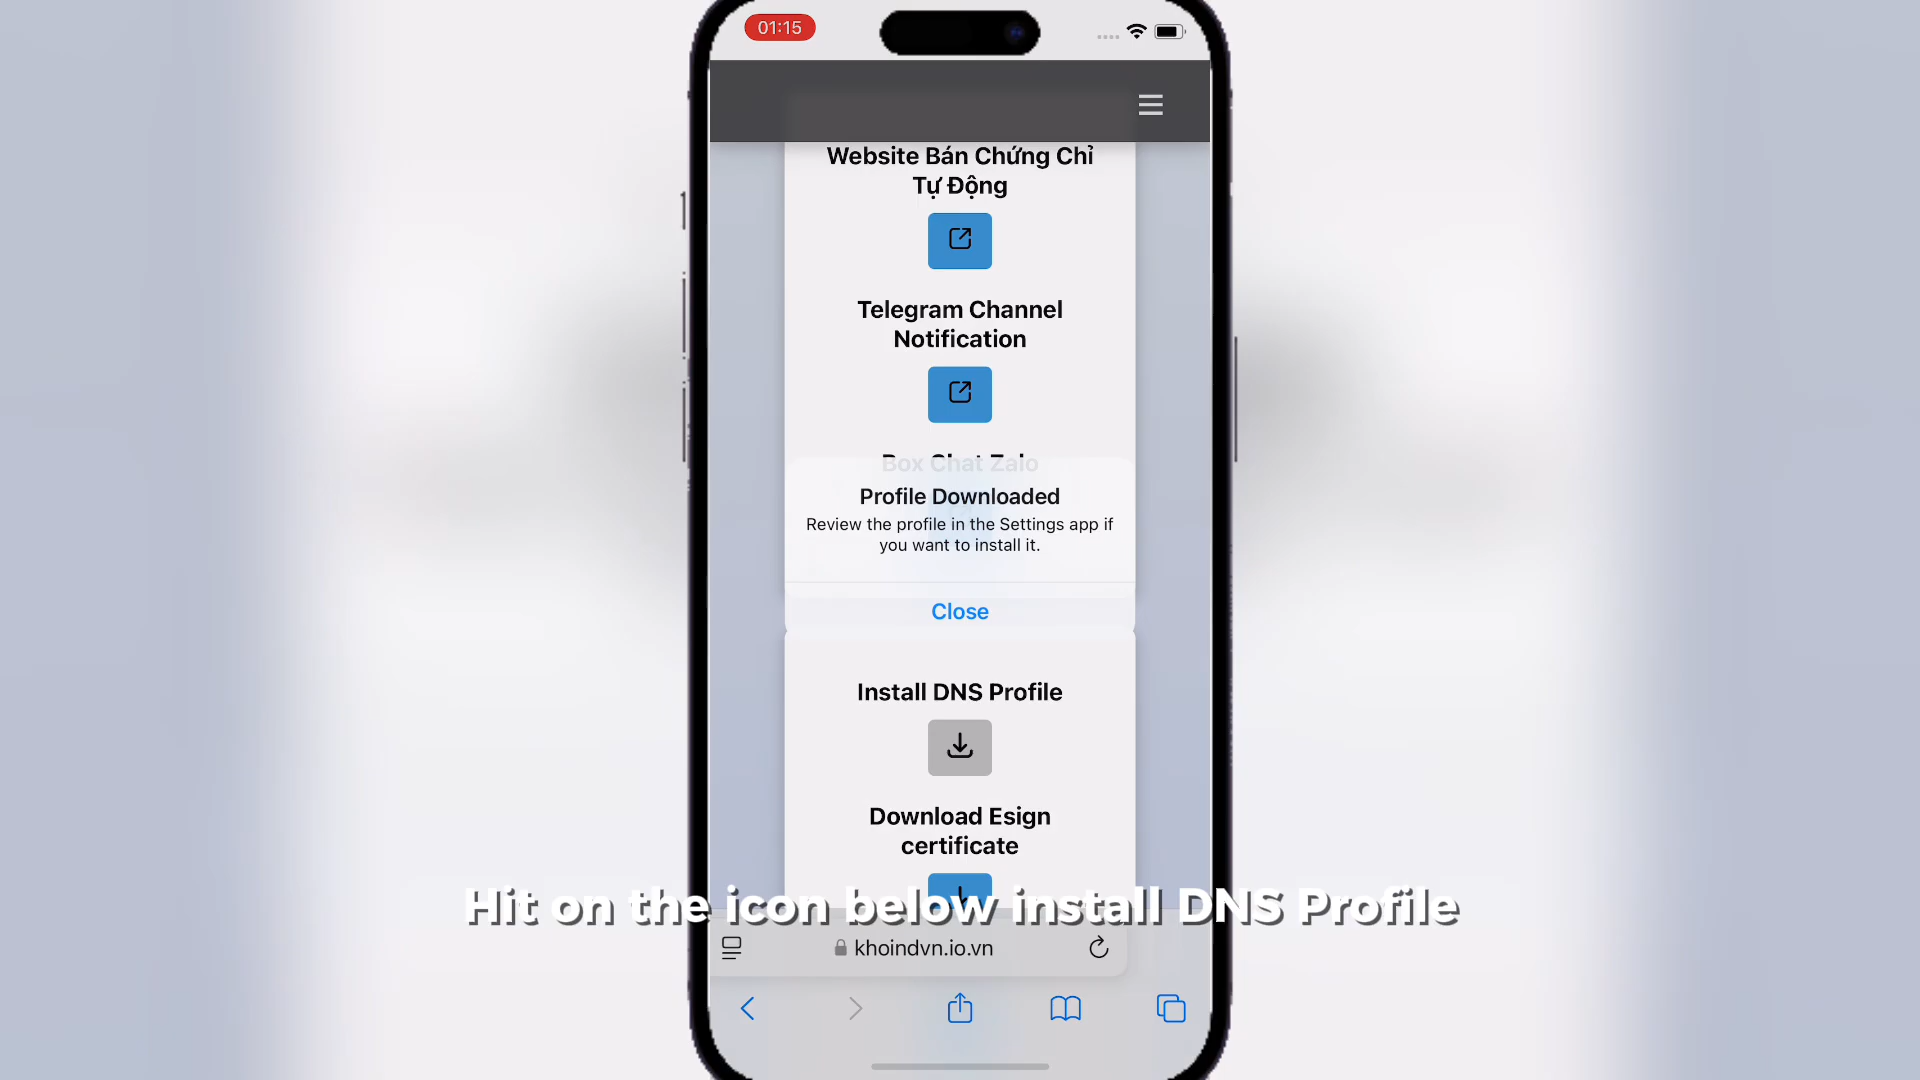 01:15
Website Bán Chứng Chỉ
Tự Động
Telegram Channel
Notification
Box Chat Zalo
Profile Downloaded
Review the profile in the Settings app if
you want to install it.
Close
Install DNS Profile
Download Esign
certificate
Hit on the icon below install DNS Profile
khoindvn.io.vn